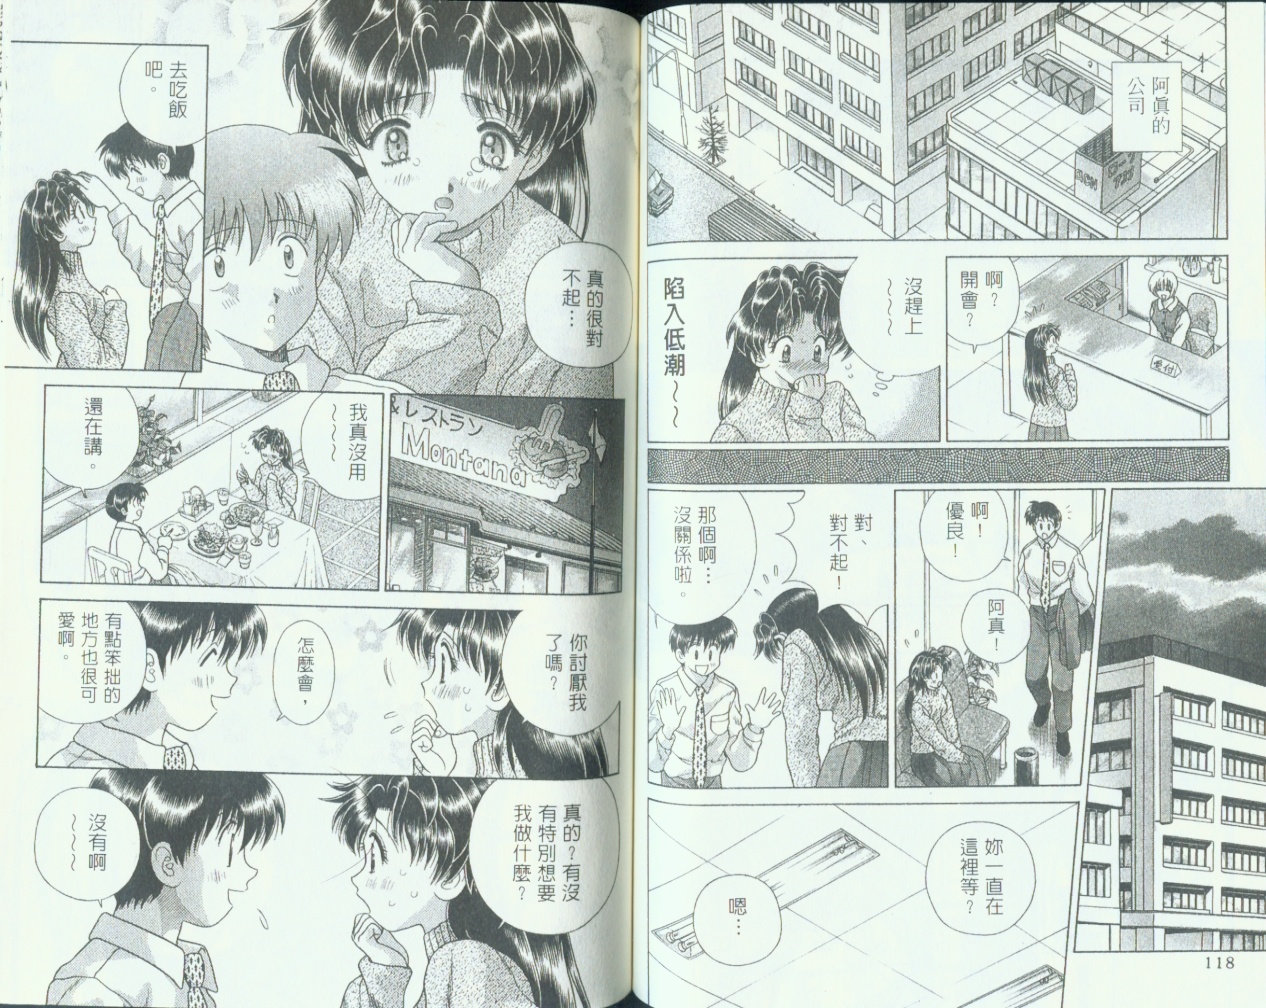 阿真的
公司
啊？
開會？
沒趕上
～～～
陷入低潮～～～
受付
啊！
優良！
阿真！
對、
對不起！
那個啊…
沒關係啦。
妳一直在
這裡等？
嗯…
118
真的很對
不起…
去吃飯
吧。
& レストラン
Montana
我真沒用
～～～
還在講。
你討厭我
了嗎？
怎麼會，
有點笨拙的
地方也很可
愛啊。
真的？有沒
有特別想要
我做什麼？
沒有啊
～～～